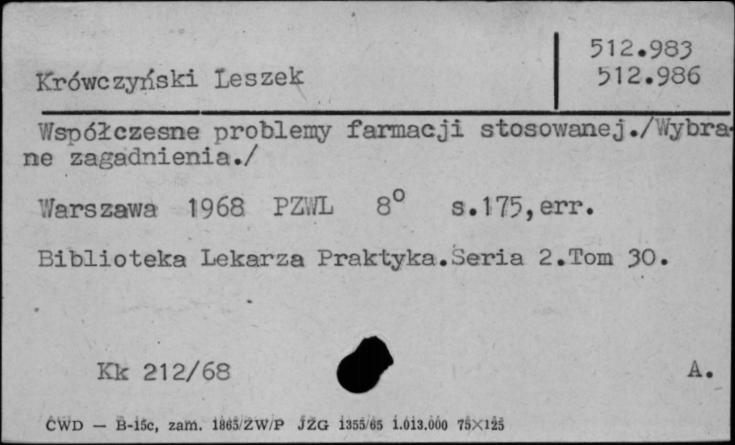 512.983
Krówczyński Leszek 512.986
Współczesne problemy farmacji stosowanej./Wybra-
ne zagadnienia./
Warszawa 1968 PZWL 8° s.175,err.
Biblioteka Lekarza Praktyka.Seria 2.Tom 30.
Kk 212/68 A.
CWD — B-15c, zam. 1865/ZW/P JZG 1355/65 1.013.000 75×125